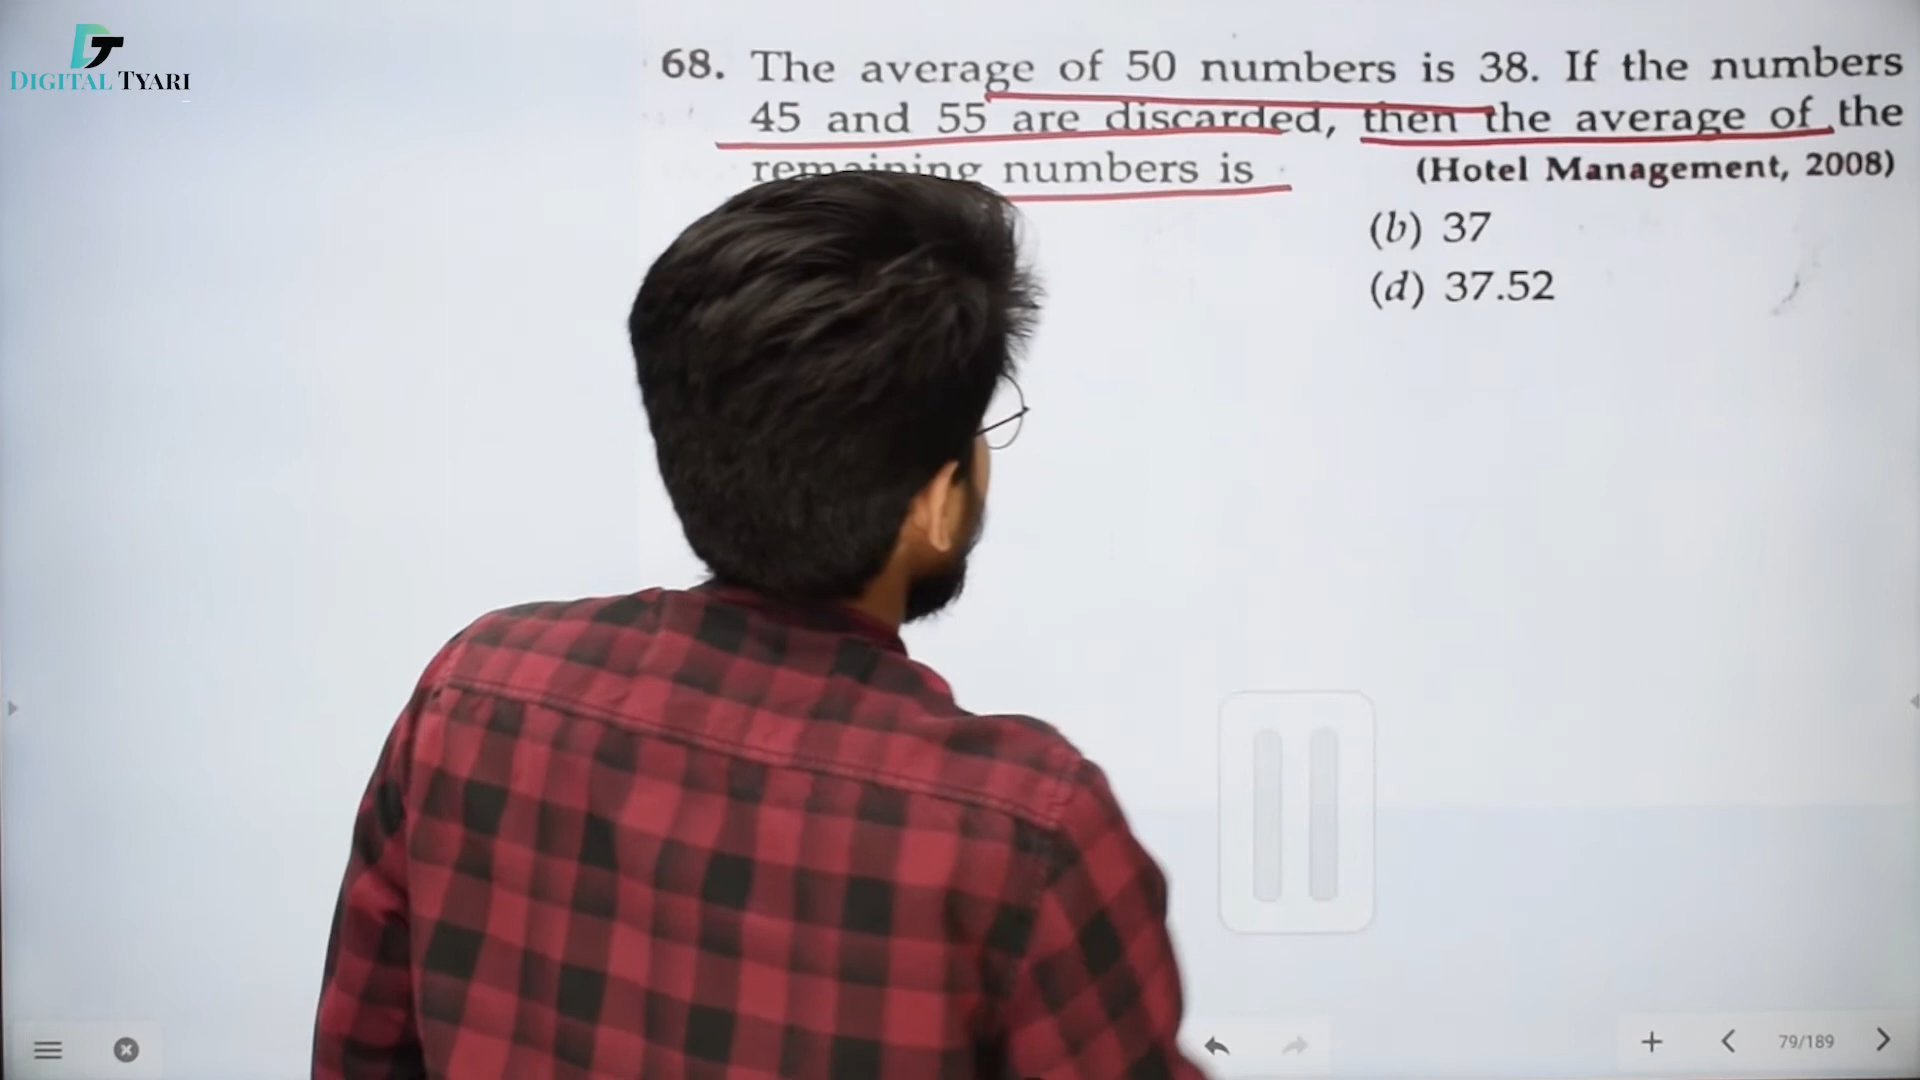 DIGITAL TYARI
68. The average of 50 numbers is 38. If the numbers
45 and 55 are discarded, then the average of the
remaining numbers is
(Hotel Management, 2008)
(b) 37
(d) 37.52
79/189